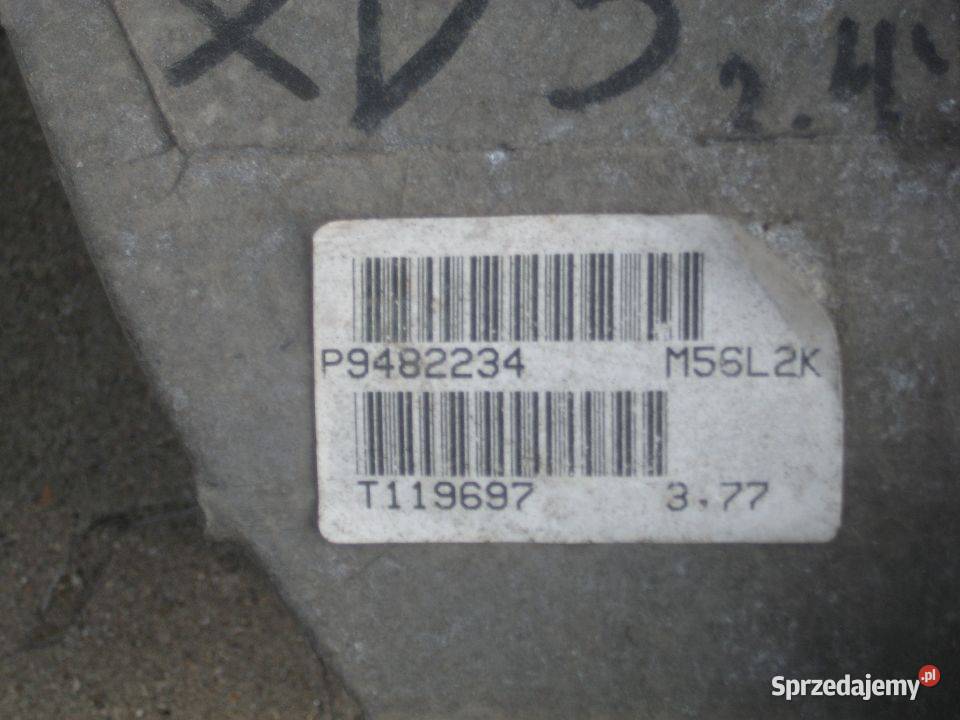 XD5 2.4
P9482234 M56L2K
T119697 3.77
Sprzedajemy.pl